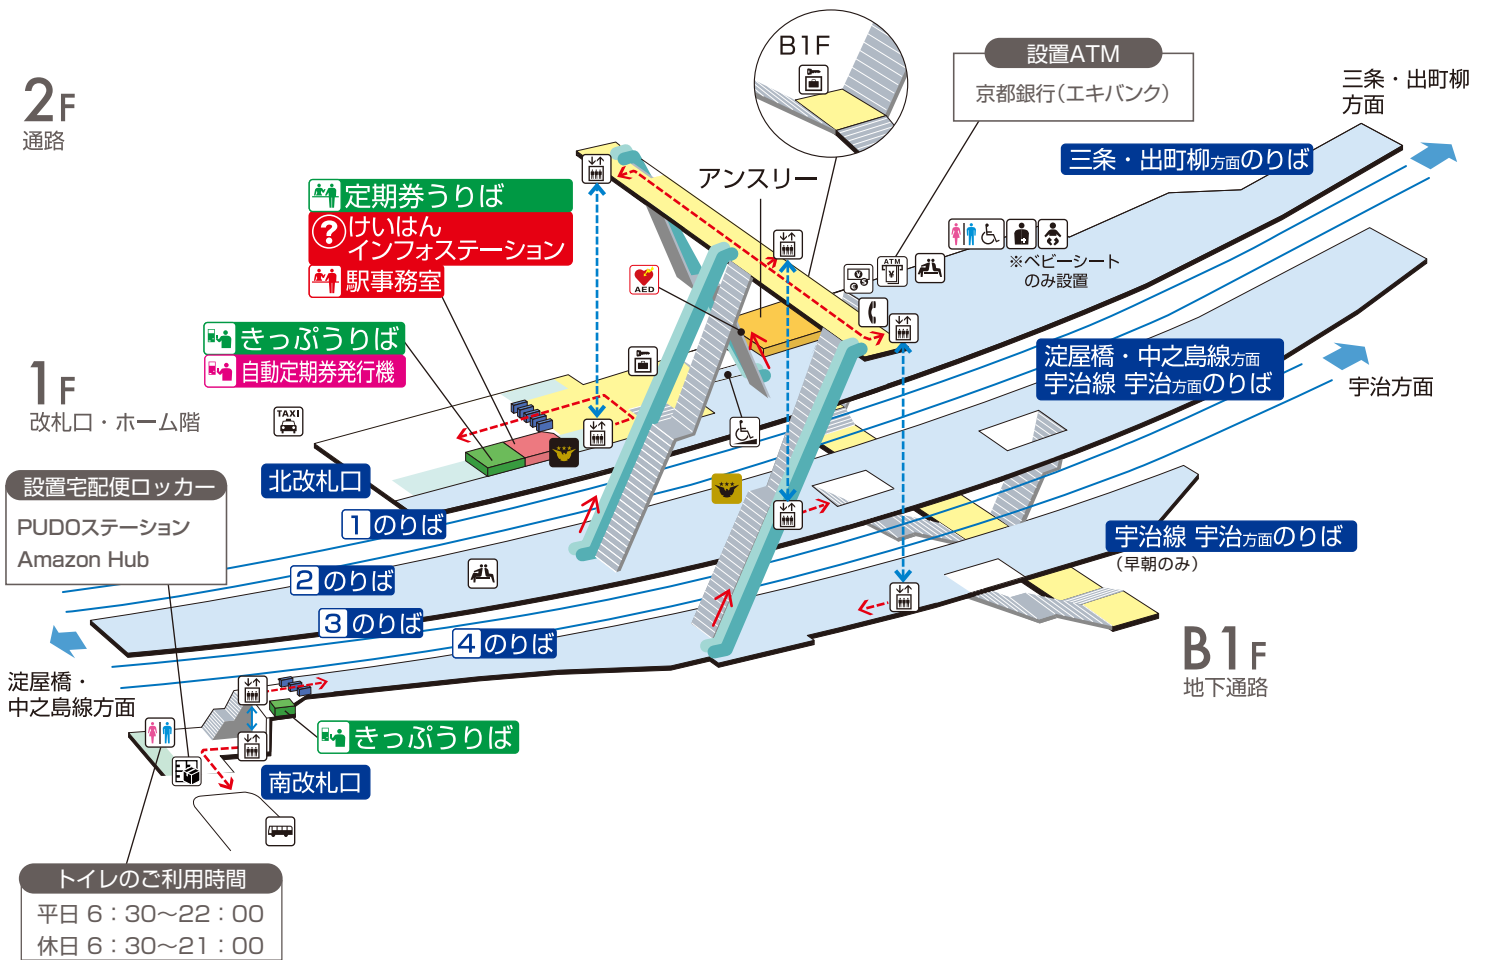 2F
通路
B1F
設置ATM
京都銀行(エキバンク)
三条・出町柳
方面
三条・出町柳方面のりば
アンスリー
定期券うりば
?けいはん
インフォステーション
駅事務室
AED
ATM
※ベビーシート
のみ設置
きっぷうりば
自動定期券発行機
淀屋橋・中之島線方面
宇治線 宇治方面のりば
宇治方面
1F
改札口・ホーム階
TAXI
北改札口
設置宅配便ロッカー
PUDOステーション
Amazon Hub
1のりば
2のりば
3のりば
4のりば
宇治線 宇治方面のりば
(早朝のみ)
B1F
地下通路
淀屋橋・
中之島線方面
きっぷうりば
南改札口
トイレのご利用時間
平日 6：30〜22：00
休日 6：30〜21：00